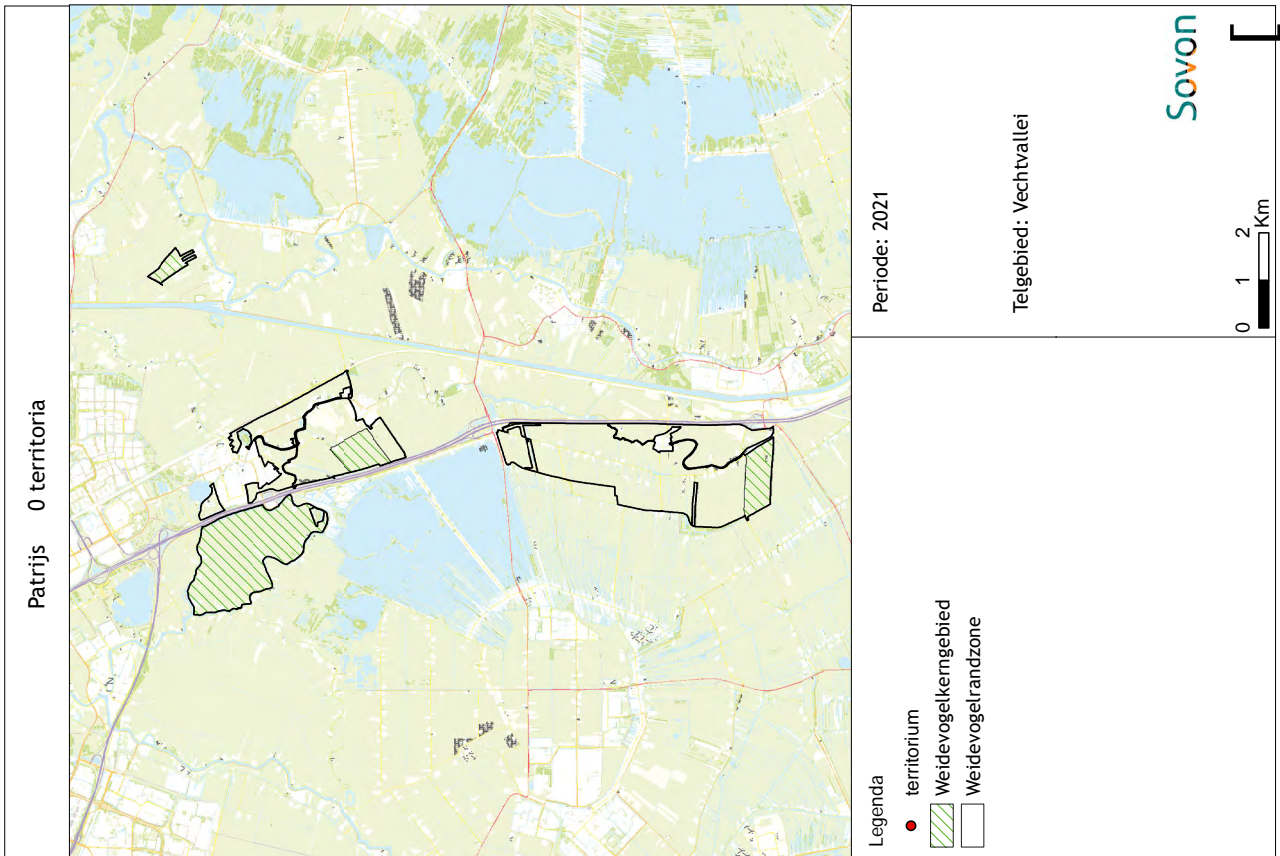 Patrijs 0 territoria
Legenda
territorium
Weidevogelkerngebied
Weidevogelrandzone
Periode: 2021
Telgebied: Vechtvallei
0 1 2
Km
Sovon